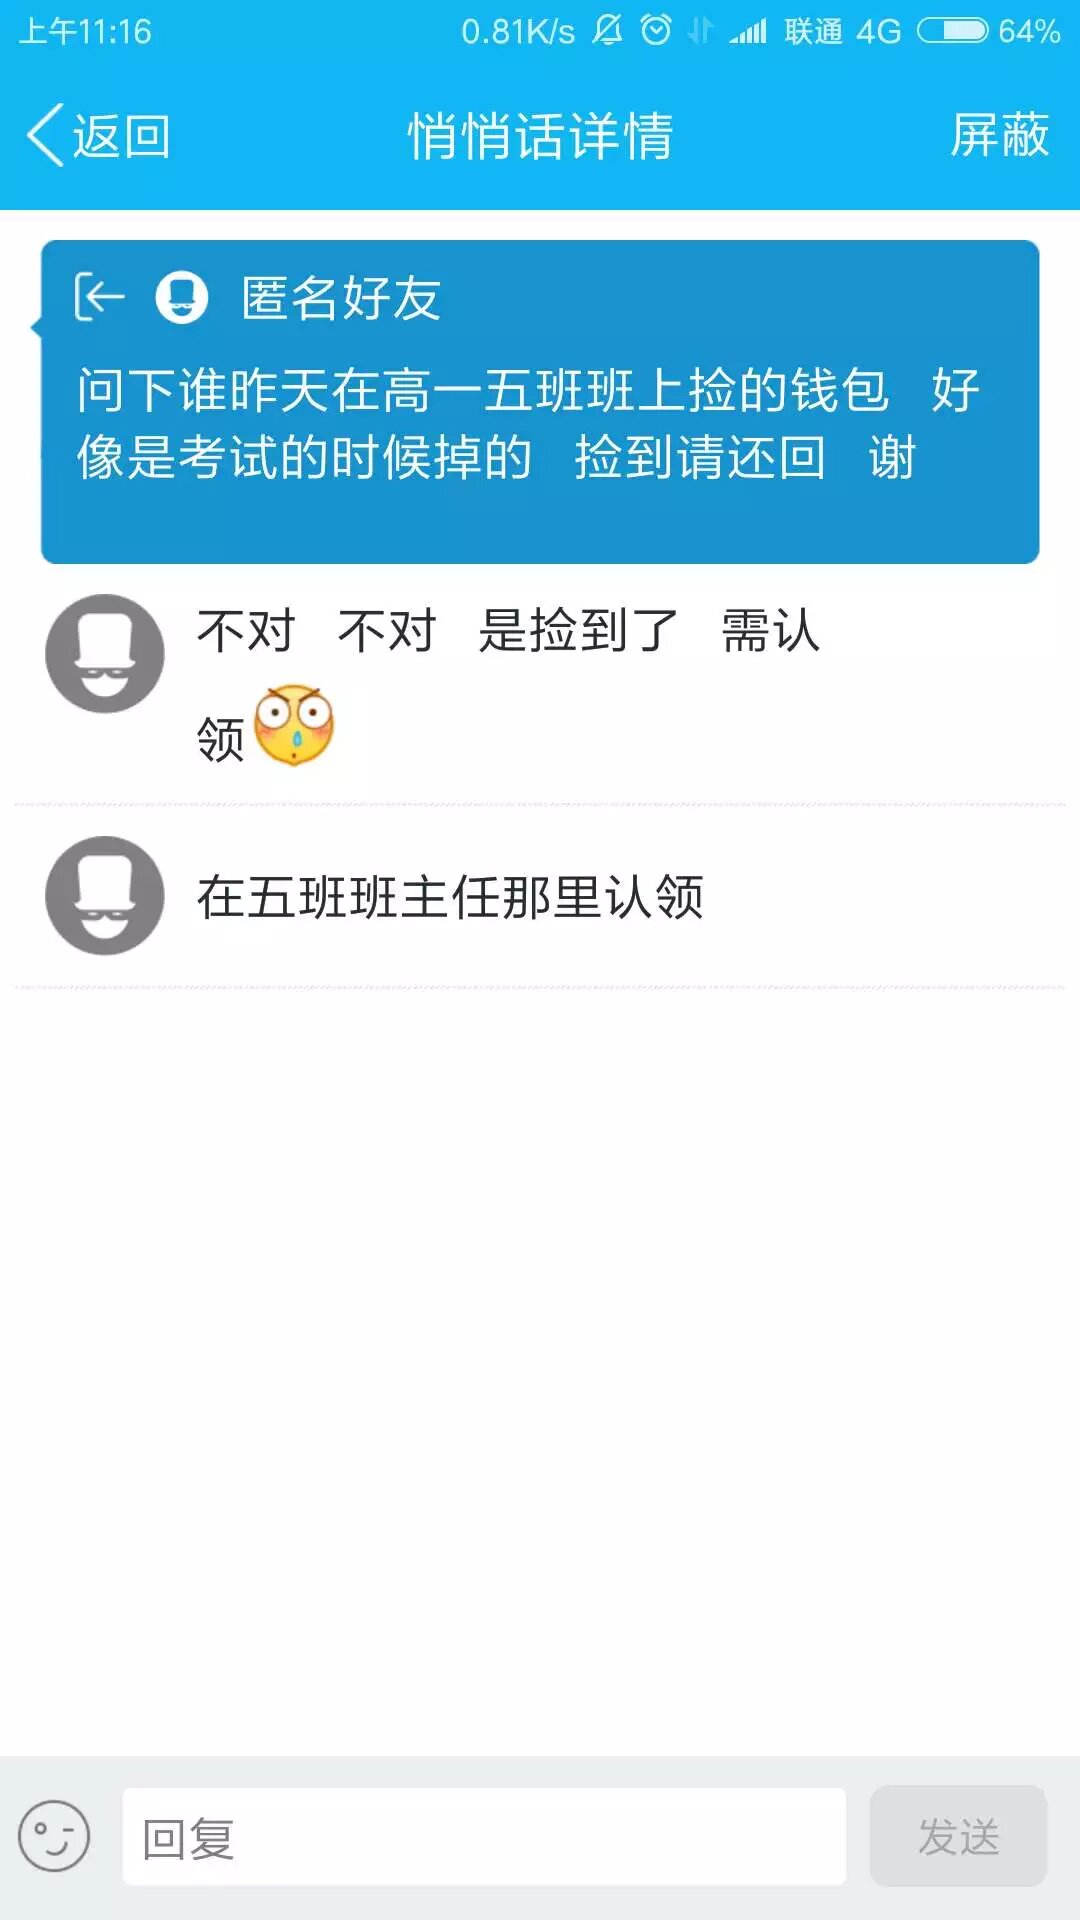 上午11:16 0.81K/s 联通 4G 64%
返回 悄悄话详情 屏蔽
匿名好友
问下谁昨天在高一五班班上捡的钱包 好
像是考试的时候掉的 捡到请还回 谢
不对 不对 是捡到了 需认
领
在五班班主任那里认领
回复 发送